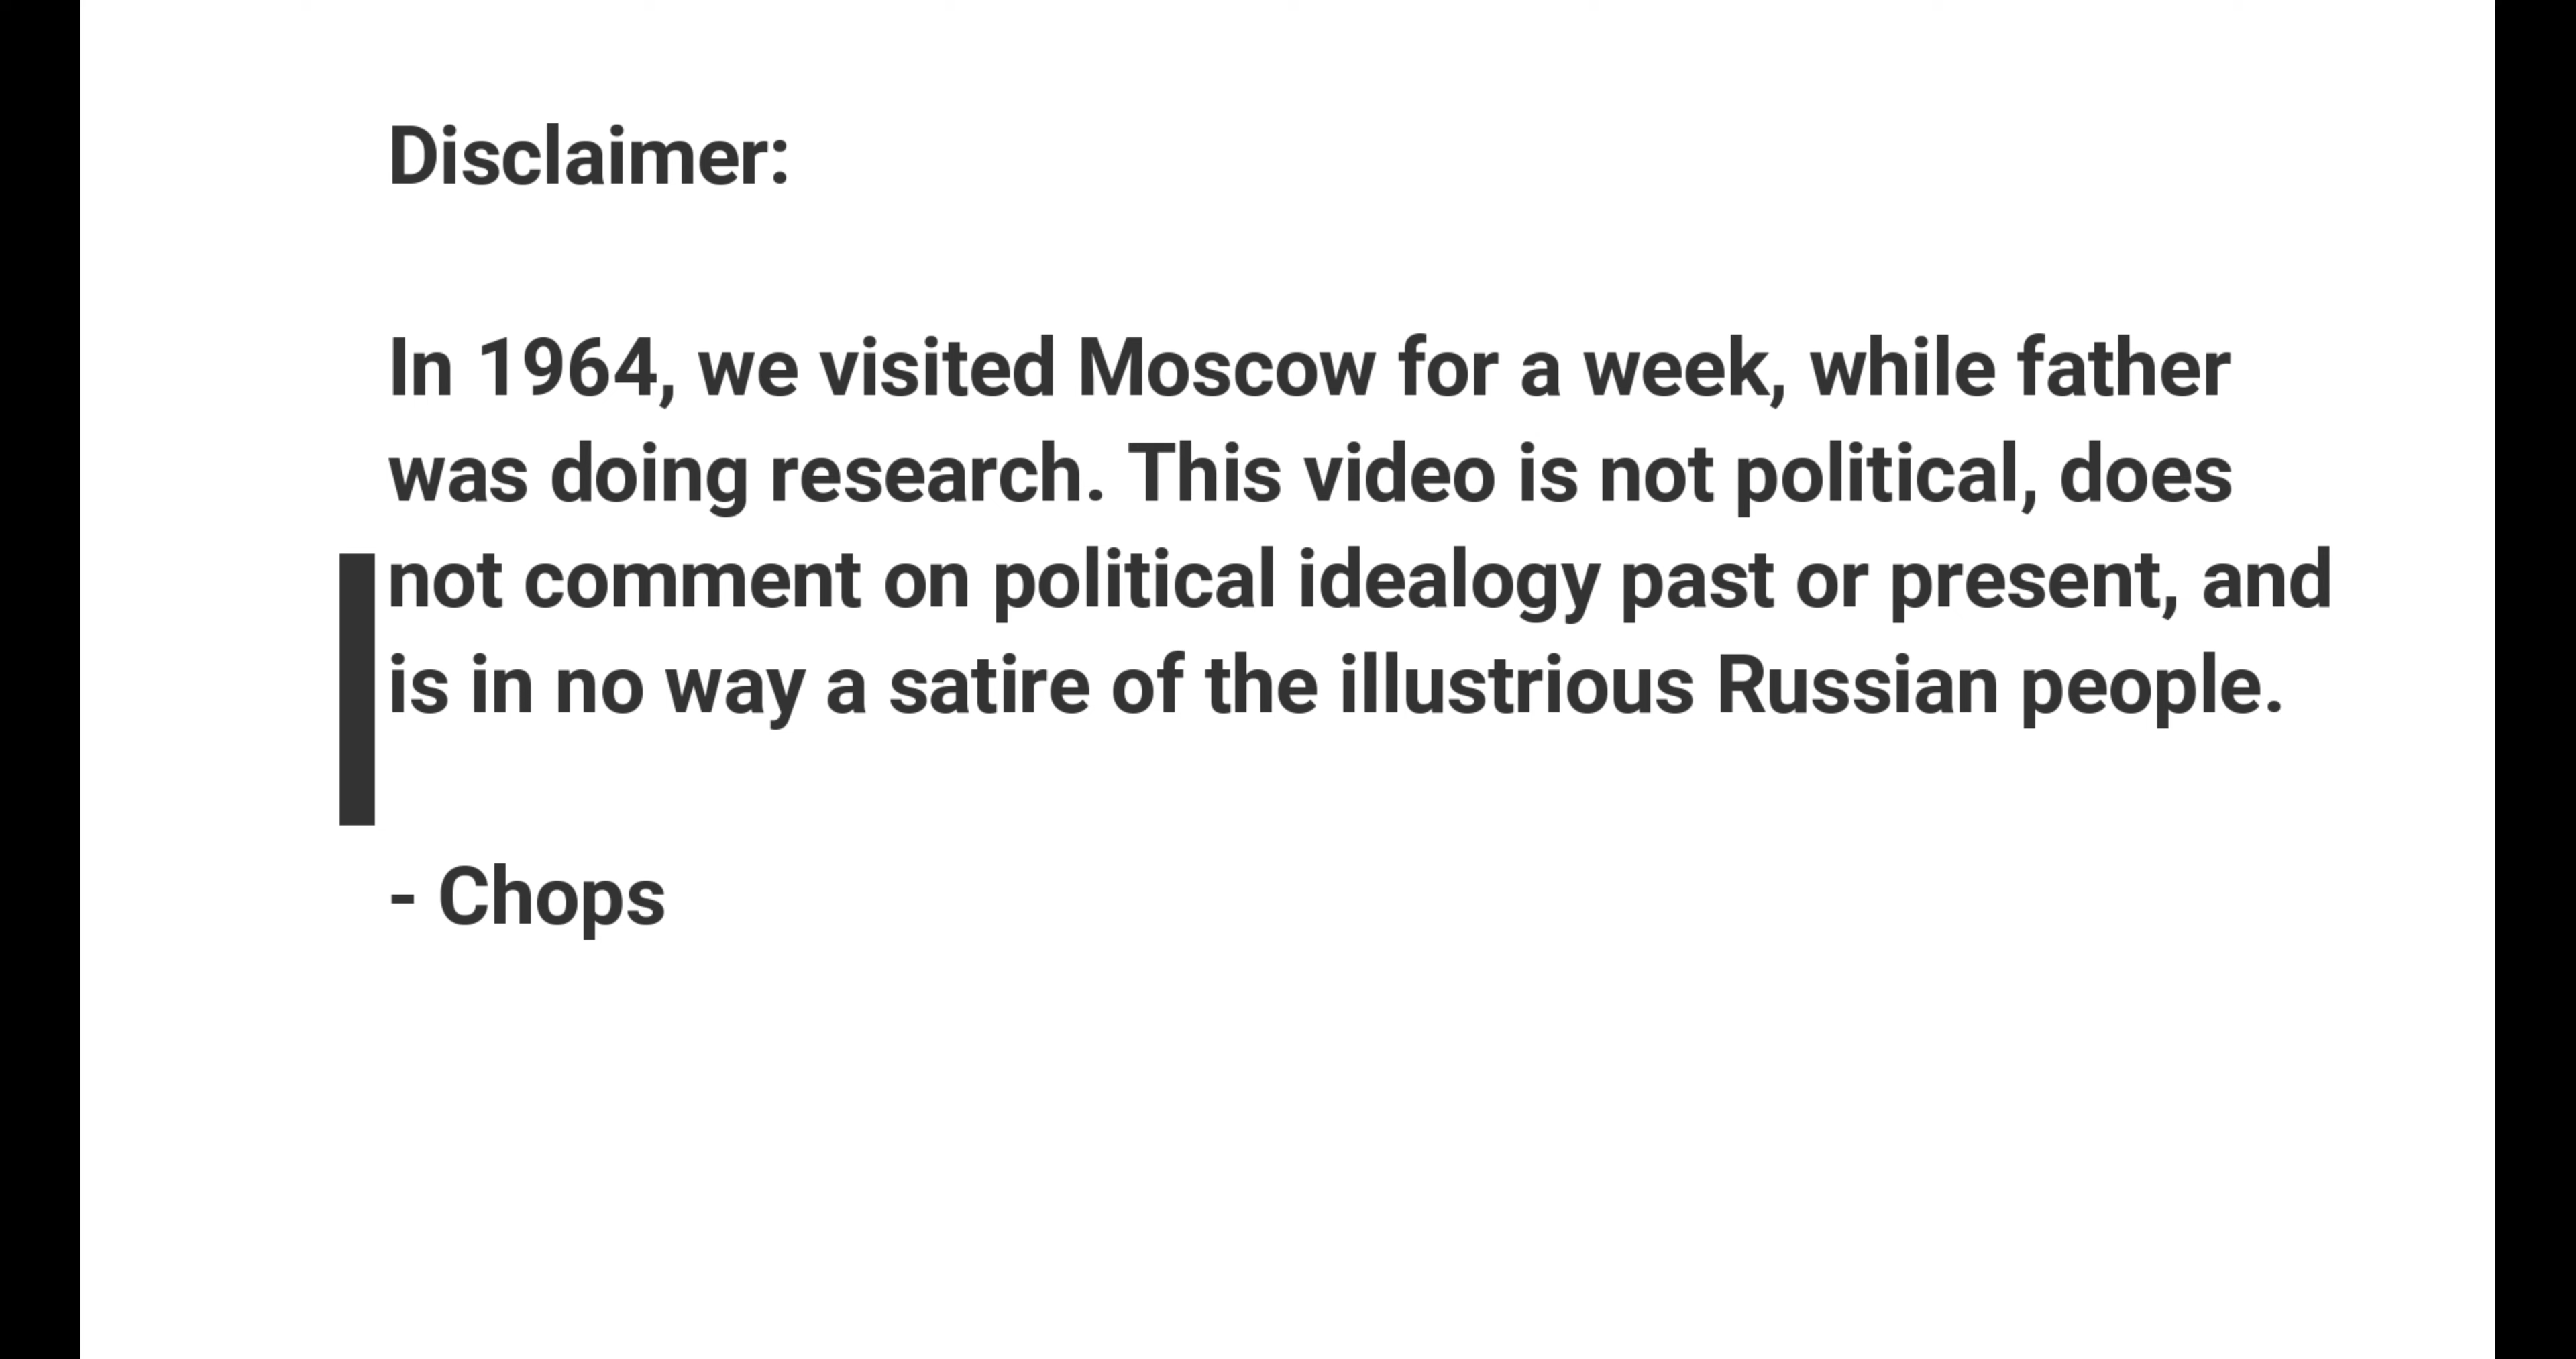 Disclaimer:
In 1964, we visited Moscow for a week, while father
was doing research. This video is not political, does
not comment on political idealogy past or present, and
is in no way a satire of the illustrious Russian people.
- Chops